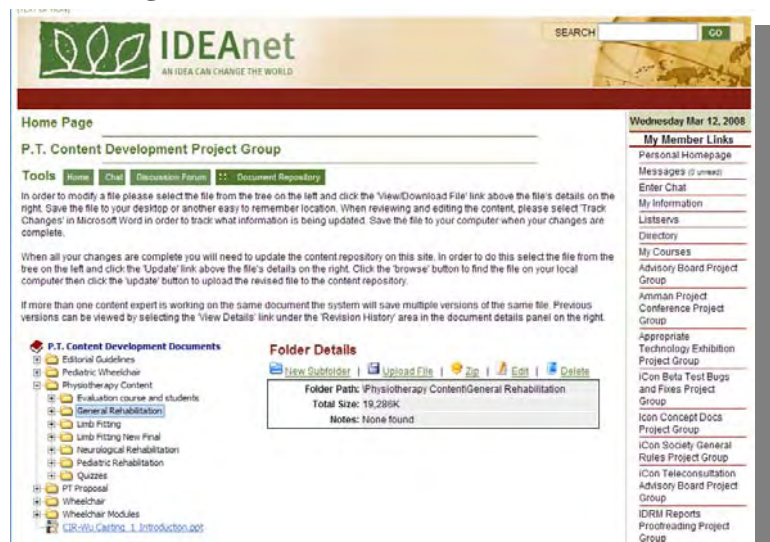 [TEXT OF ICON]
IDEAnet
AN IDEA CAN CHANGE THE WORLD
SEARCH GO
Home Page
P.T. Content Development Project Group
Tools Home Chat Discussion Forum :: Document Repository
In order to modify a file please select the file from the tree on the left and click the 'View/Download File' link above the file's details on the
right. Save the file to your desktop or another easy to remember location. When reviewing and editing the content, please select 'Track
Changes' in Microsoft Word in order to track what information is being updated. Save the file to your computer when your changes are
complete.
When all your changes are complete you will need to update the content repository on this site. In order to do this select the file from the
tree on the left and click the 'Update' link above the file's details on the right. Click the 'browse' button to find the file on your local
computer then click the 'update' button to upload the revised file to the content repository.
If more than one content expert is working on the same document the system will save multiple versions of the same file. Previous
versions can be viewed by selecting the 'View Details' link under the 'Revision History' area in the document details panel on the right.
P.T. Content Development Documents
Editorial Guidelines
Pediatric Wheelchair
Physiotherapy Content
Evaluation course and students
General Rehabilitation
Limb Fitting
Limb Fitting New Final
Neurological Rehabilitation
Pediatric Rehabilitation
Quizzes
PT Proposal
Wheelchair
Wheelchair Modules
CIR-Wu Casting_1_Introduction.ppt
Folder Details
New Subfolder | Upload File | Zip | Edit | Delete
Folder Path: \Physiotherapy Content\General Rehabilitation
Total Size: 19,286K
Notes: None found
Wednesday Mar 12, 2008
My Member Links
Personal Homepage
Messages (0 unread)
Enter Chat
My Information
Listservs
Directory
My Courses
Advisory Board Project
Group
Amman Project
Conference Project
Group
Appropriate
Technology Exhibition
Project Group
iCon Beta Test Bugs
and Fixes Project
Group
Icon Concept Docs
Project Group
iCon Society General
Rules Project Group
iCon Teleconsultation
Advisory Board Project
Group
IDRM Reports
Proofreading Project
Group